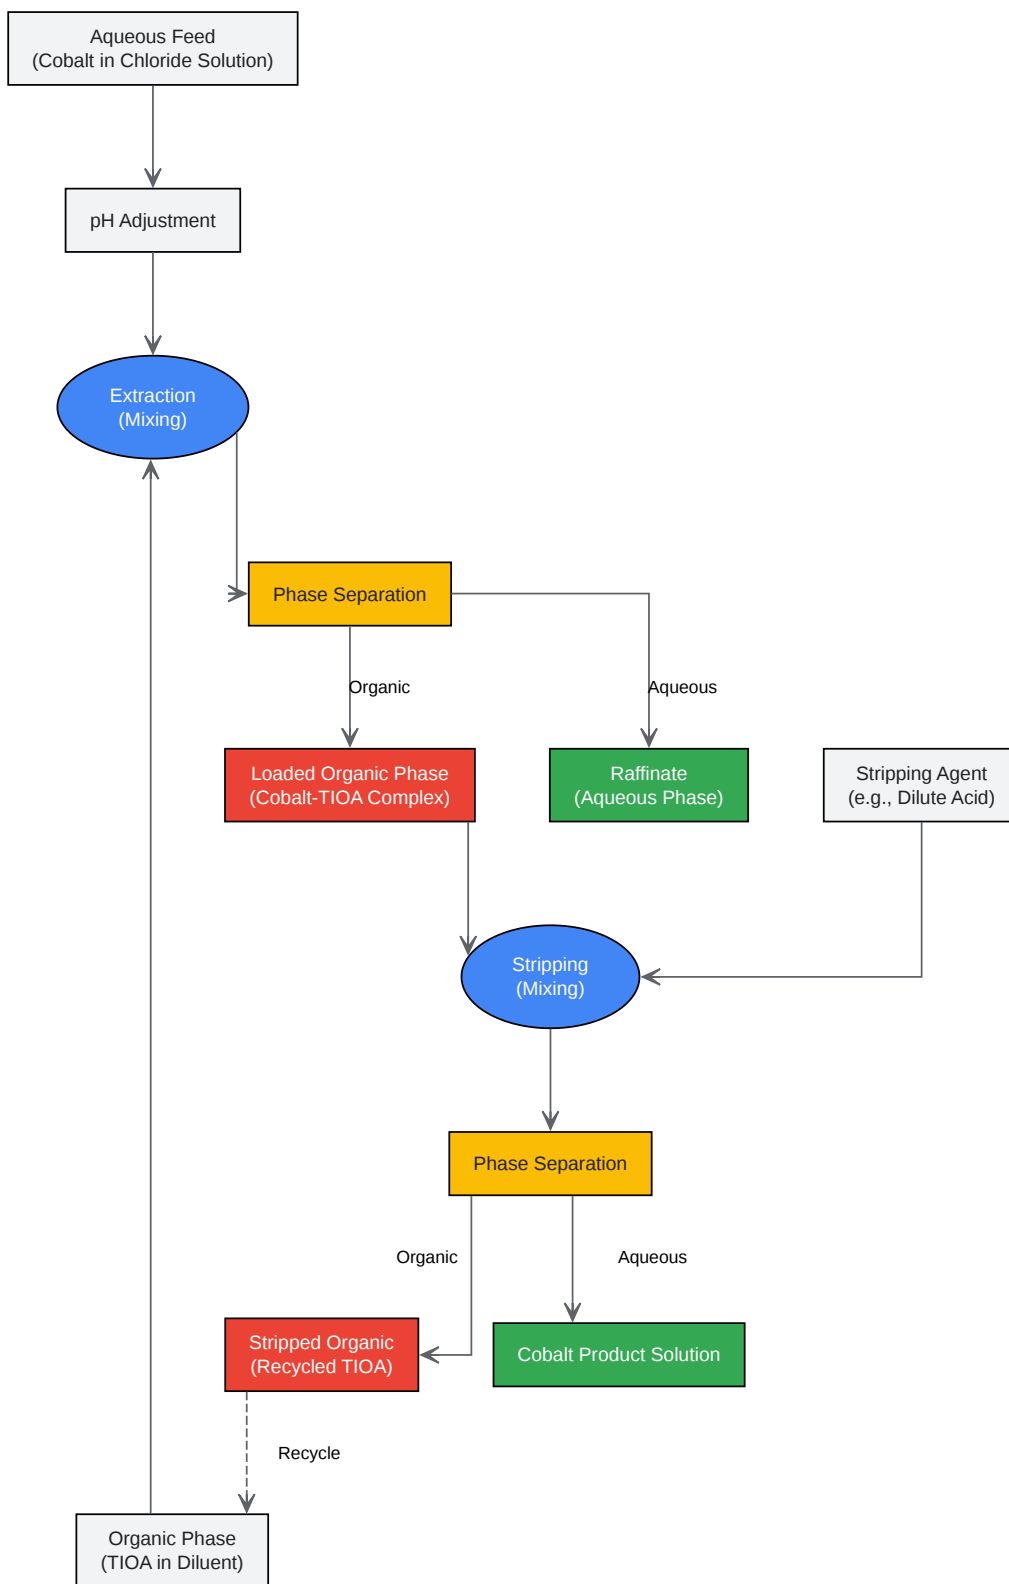 Aqueous Feed
(Cobalt in Chloride Solution)
pH Adjustment
Extraction
(Mixing)
Phase Separation
Organic
Aqueous
Loaded Organic Phase
(Cobalt-TIOA Complex)
Raffinate
(Aqueous Phase)
Stripping Agent
(e.g., Dilute Acid)
Stripping
(Mixing)
Phase Separation
Organic
Aqueous
Stripped Organic
(Recycled TIOA)
Cobalt Product Solution
Recycle
Organic Phase
(TIOA in Diluent)